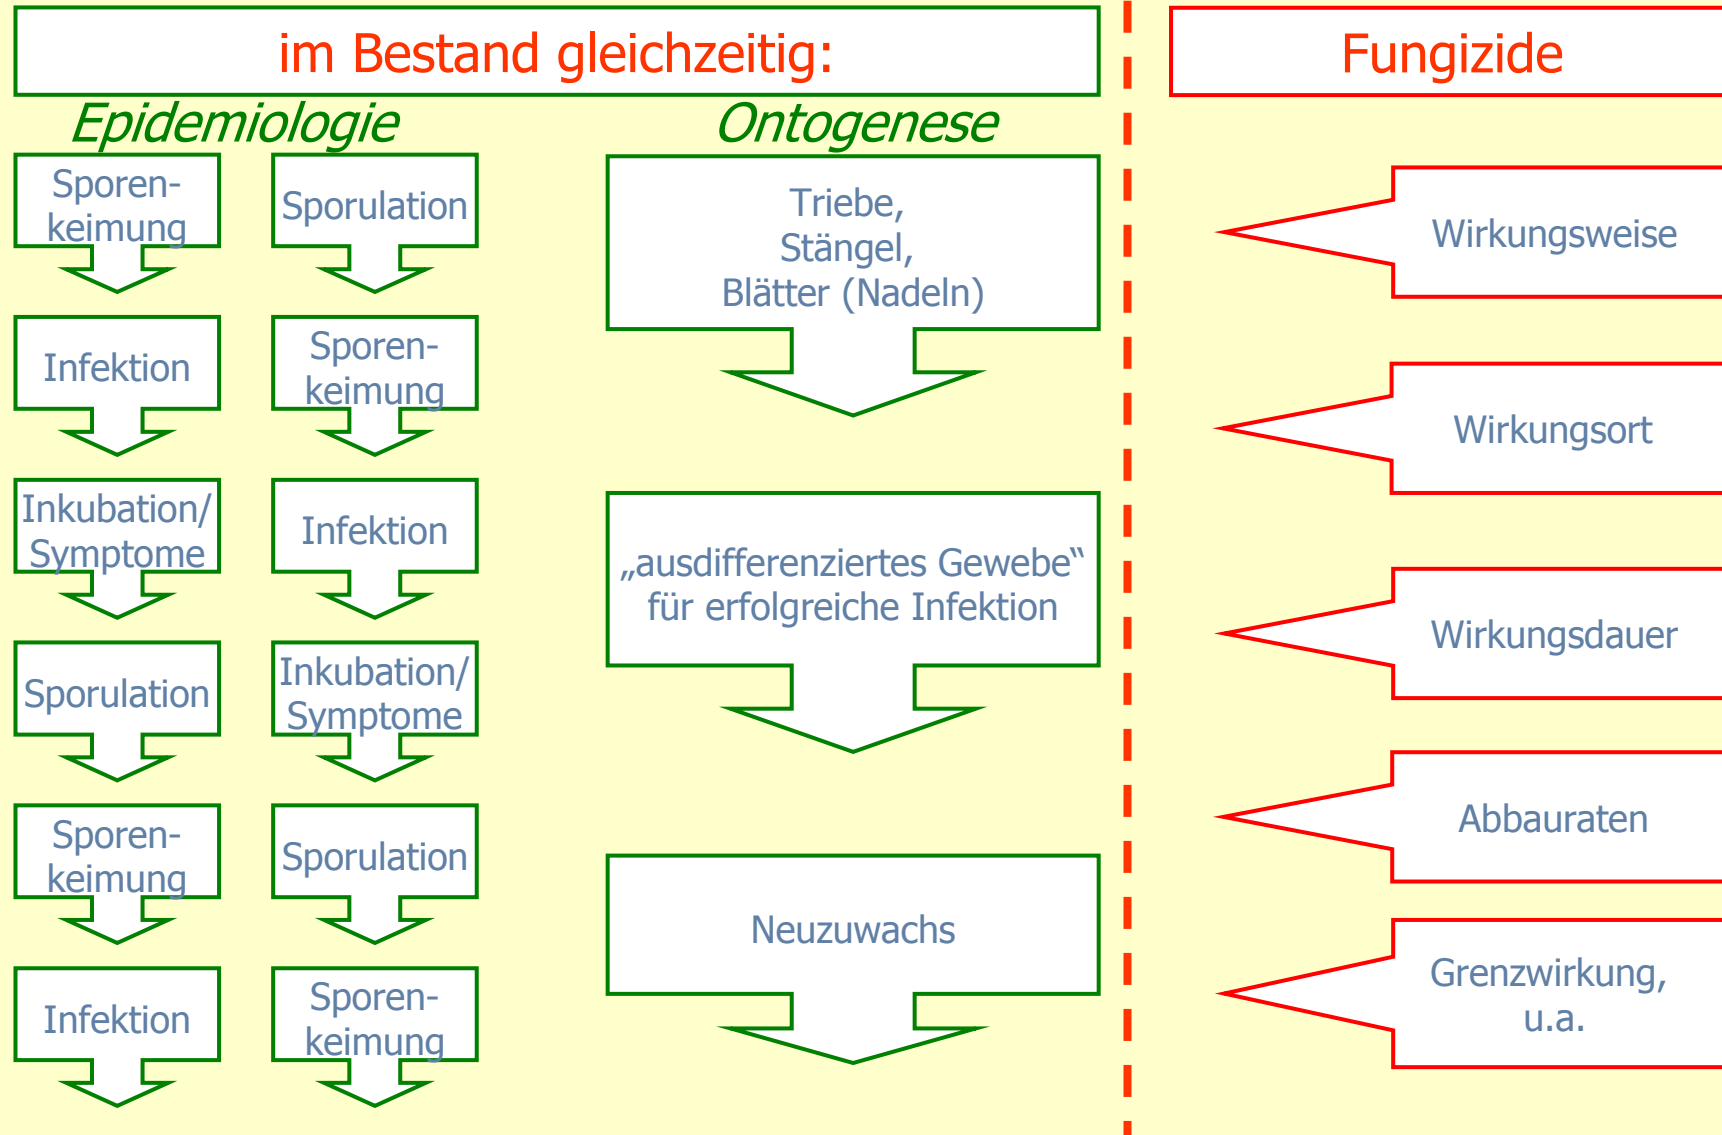 im Bestand gleichzeitig:
Fungizide
Epidemiologie
Ontogenese
Sporen-
keimung
Infektion
Inkubation/
Symptome
Sporulation
Sporen-
keimung
Infektion
Sporulation
Sporen-
keimung
Infektion
Inkubation/
Symptome
Sporulation
Sporen-
keimung
Triebe,
Stängel,
Blätter (Nadeln)
„ausdifferenziertes Gewebe“
für erfolgreiche Infektion
Neuzuwachs
Wirkungsweise
Wirkungsort
Wirkungsdauer
Abbauraten
Grenzwirkung,
u.a.